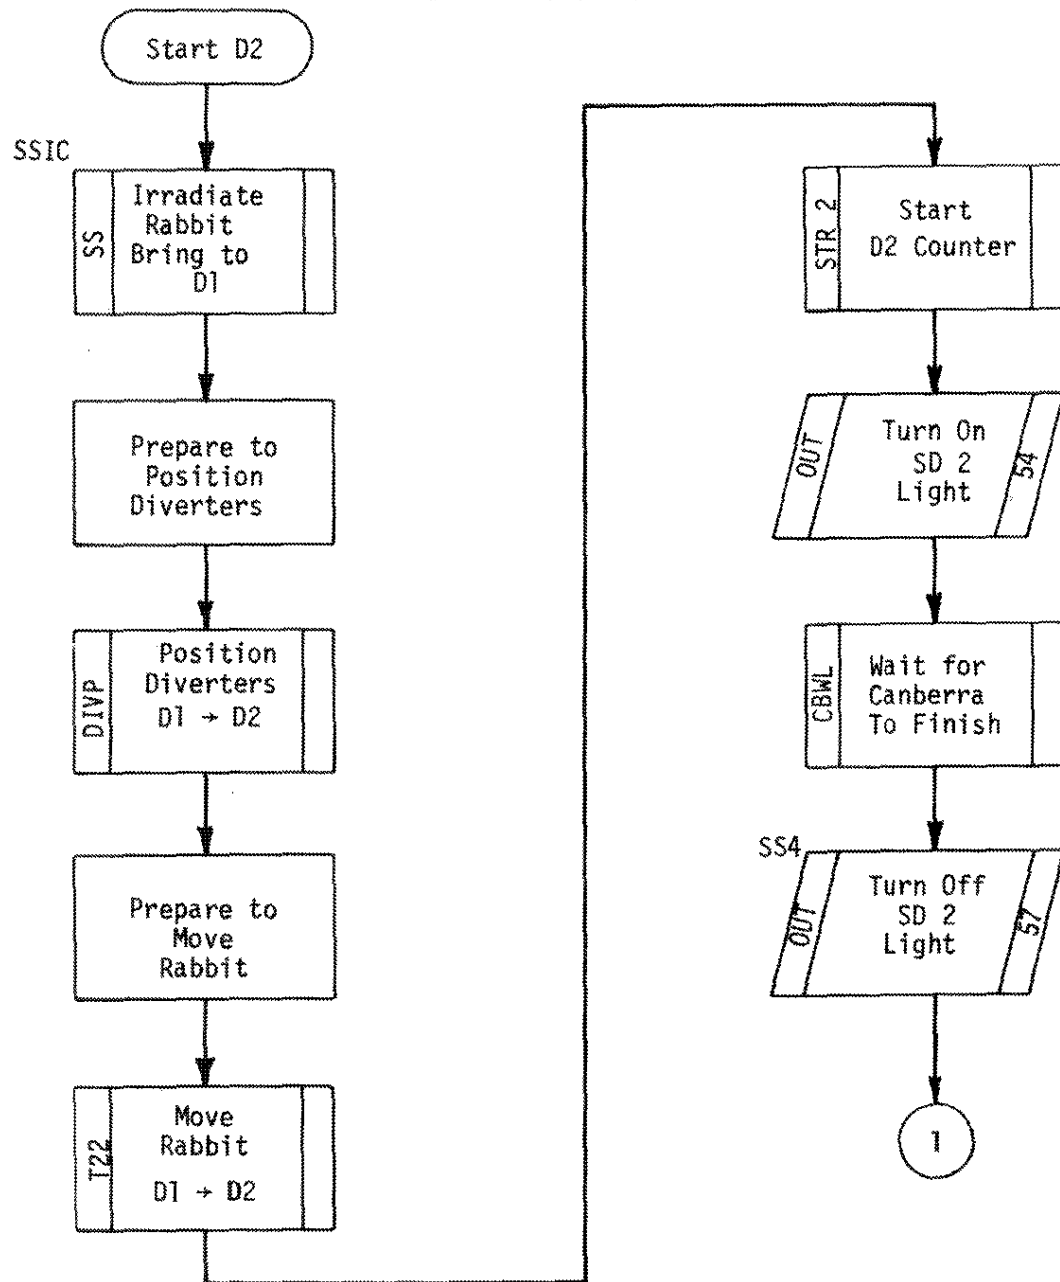 Start D2
SSIC
SS
Irradiate
Rabbit
Bring to
D1
Prepare to
Position
Diverters
DIVP
Position
Diverters
D1 → D2
Prepare to
Move
Rabbit
T22
Move
Rabbit
D1 → D2
STR 2
Start
D2 Counter
OUT
Turn On
SD 2
Light
54
CBWL
Wait for
Canberra
To Finish
SS4
OUT
Turn Off
SD 2
Light
57
1